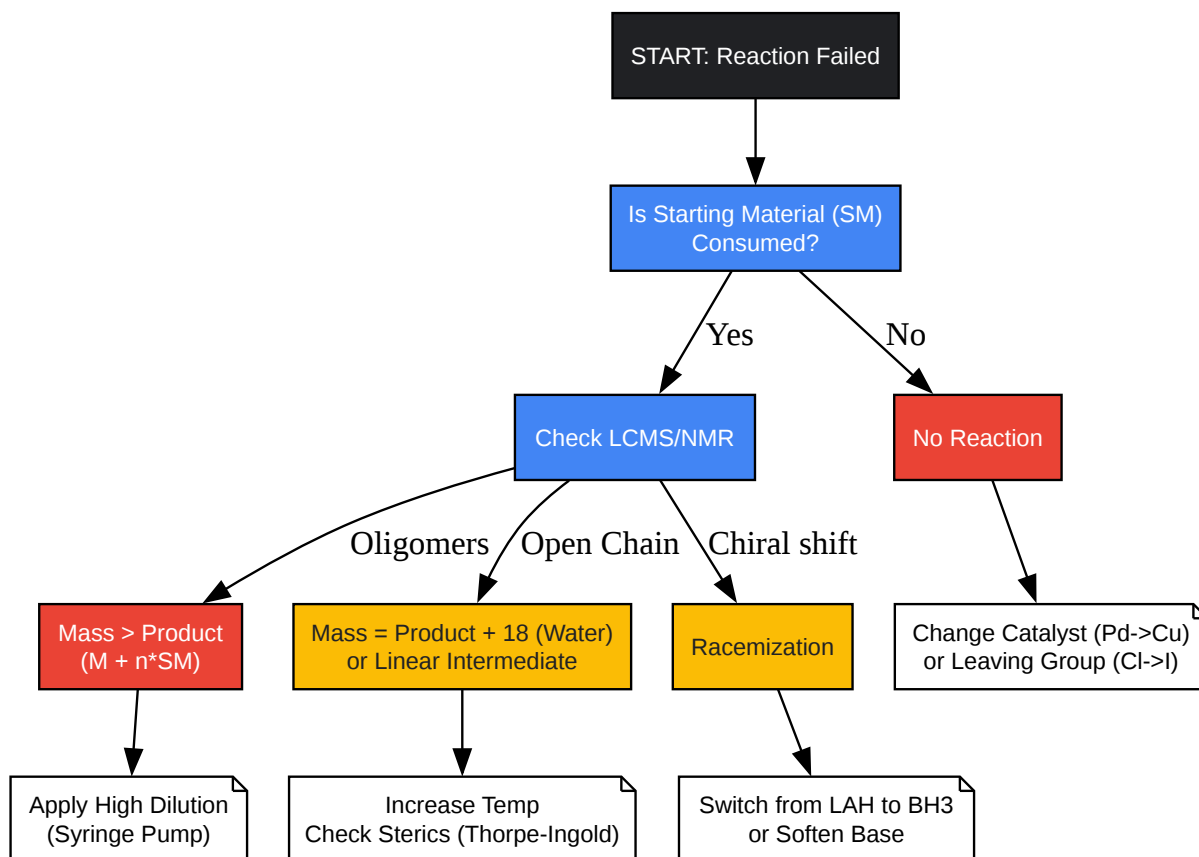 START: Reaction Failed
Is Starting Material (SM)
Consumed?
Yes
No
Check LCMS/NMR
No Reaction
Oligomers
Open Chain
Chiral shift
Mass > Product
(M + n*SM)
Mass = Product + 18 (Water)
or Linear Intermediate
Racemization
Change Catalyst (Pd->Cu)
or Leaving Group (Cl->I)
Apply High Dilution
(Syringe Pump)
Increase Temp
Check Sterics (Thorpe-Ingold)
Switch from LAH to BH3
or Soften Base